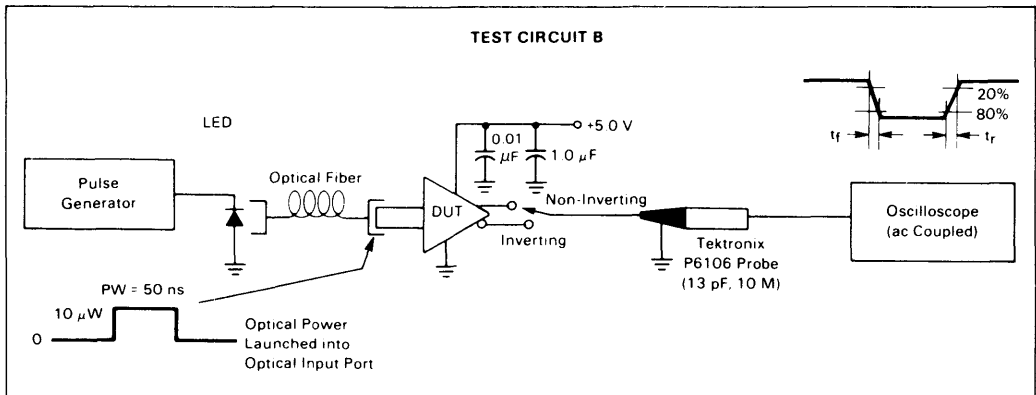 TEST CIRCUIT B
20%
80%
tf
tr
LED
+5.0 V
0.01
µF
1.0 µF
Pulse
Generator
Optical Fiber
DUT
Non-Inverting
Inverting
Tektronix
P6106 Probe
(13 pF, 10 M)
Oscilloscope
(ac Coupled)
PW = 50 ns
10 µW
0
Optical Power
Launched into
Optical Input Port